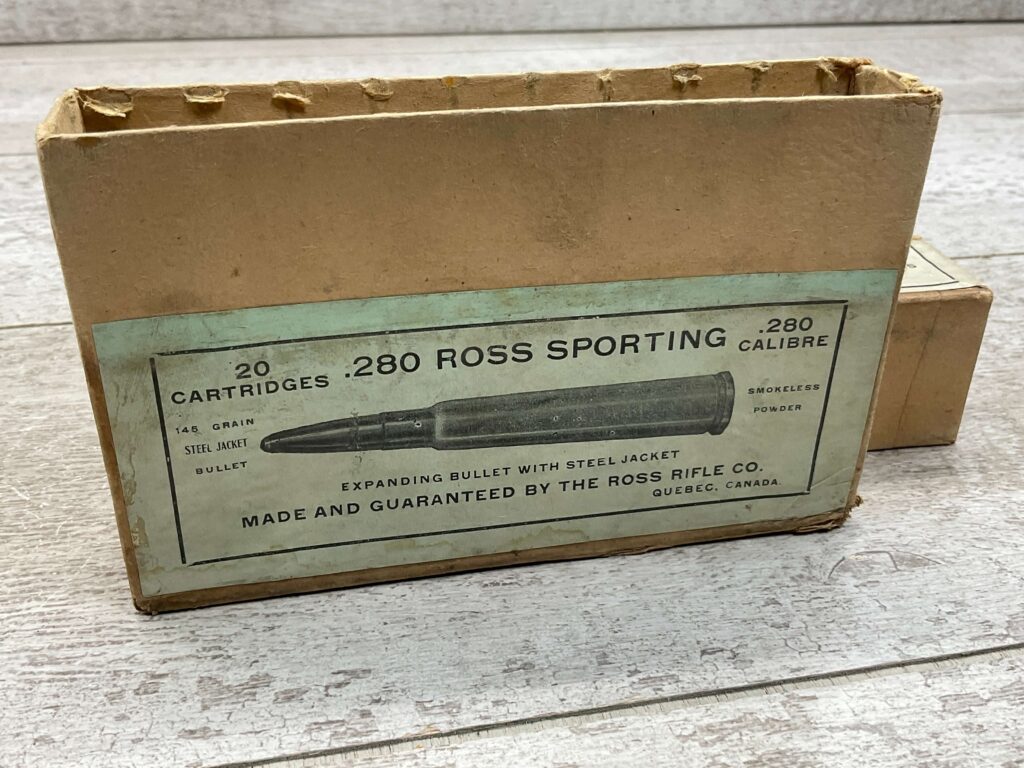 20
CARTRIDGES
.280 ROSS SPORTING
.280
CALIBRE
145 GRAIN
STEEL JACKET
BULLET
SMOKELESS
POWDER
EXPANDING BULLET WITH STEEL JACKET
MADE AND GUARANTEED BY THE ROSS RIFLE CO.
QUEBEC, CANADA.